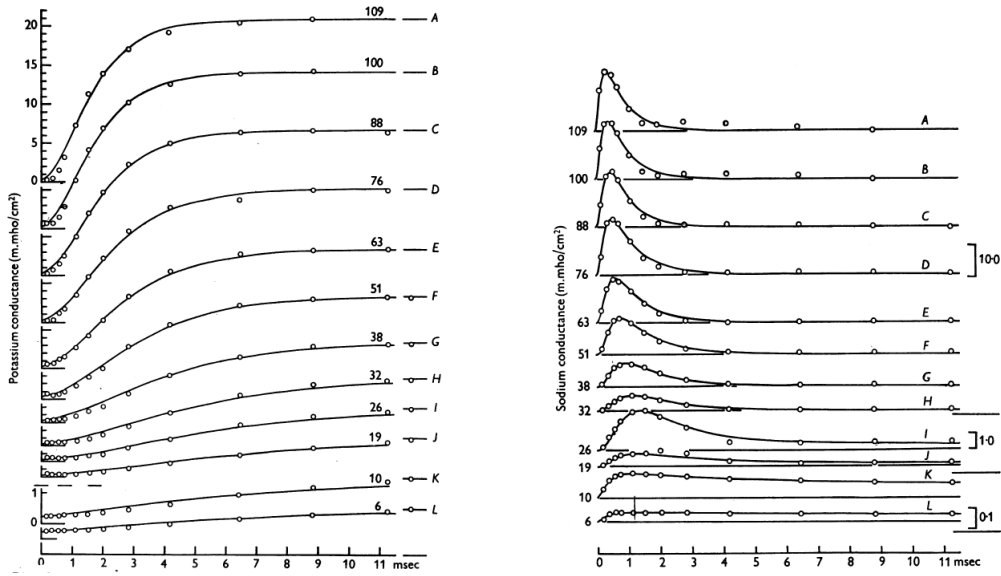 Potassium conductance (m.mho/cm²)
20
15
10
5
0
1
0
109 A
100 B
88 C
76 D
63 E
51 F
38 G
32 H
26 I
19 J
10 K
6 L
0 1 2 3 4 5 6 7 8 9 10 11 msec
Sodium conductance (m.mho/cm²)
109 A
100 B
88 C
76 D
10·0
63 E
51 F
38 G
32 H
26 I
1·0
19 J
10 K
6 L
0·1
0 1 2 3 4 5 6 7 8 9 10 11 msec